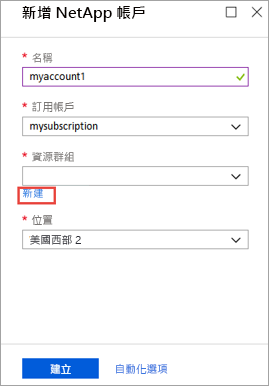 新增 NetApp 帳戶
* 名稱
myaccount1
* 訂用帳戶
mysubscription
* 資源群組
新建
* 位置
美國西部 2
建立 自動化選項